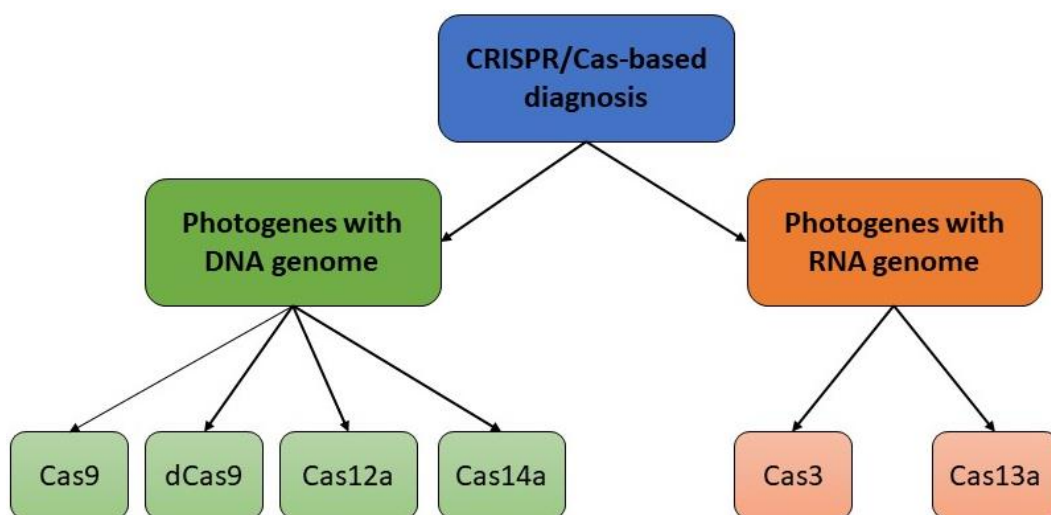 CRISPR/Cas-based
diagnosis
Photogenes with
DNA genome
Photogenes with
RNA genome
Cas9
dCas9
Cas12a
Cas14a
Cas3
Cas13a